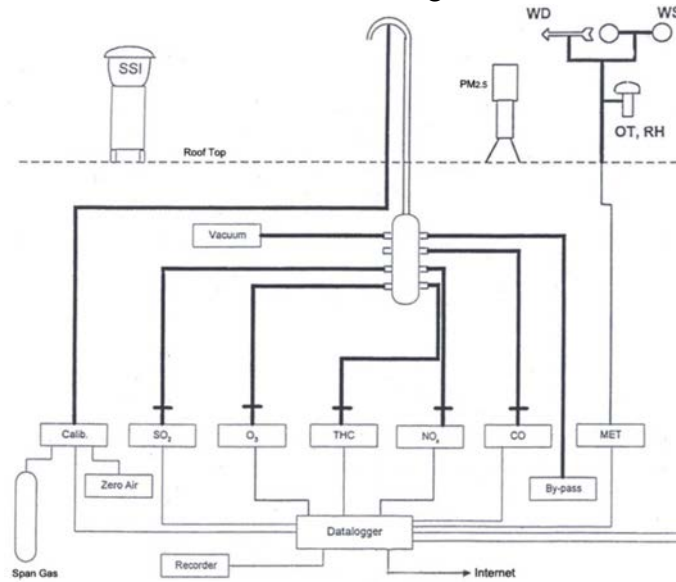 WD
WS
SSI
PM2.5
OT, RH
Roof Top
Vacuum
Calib.
SO₂
O₃
THC
NOₓ
CO
MET
Zero Air
By-pass
Span Gas
Datalogger
Recorder
Internet